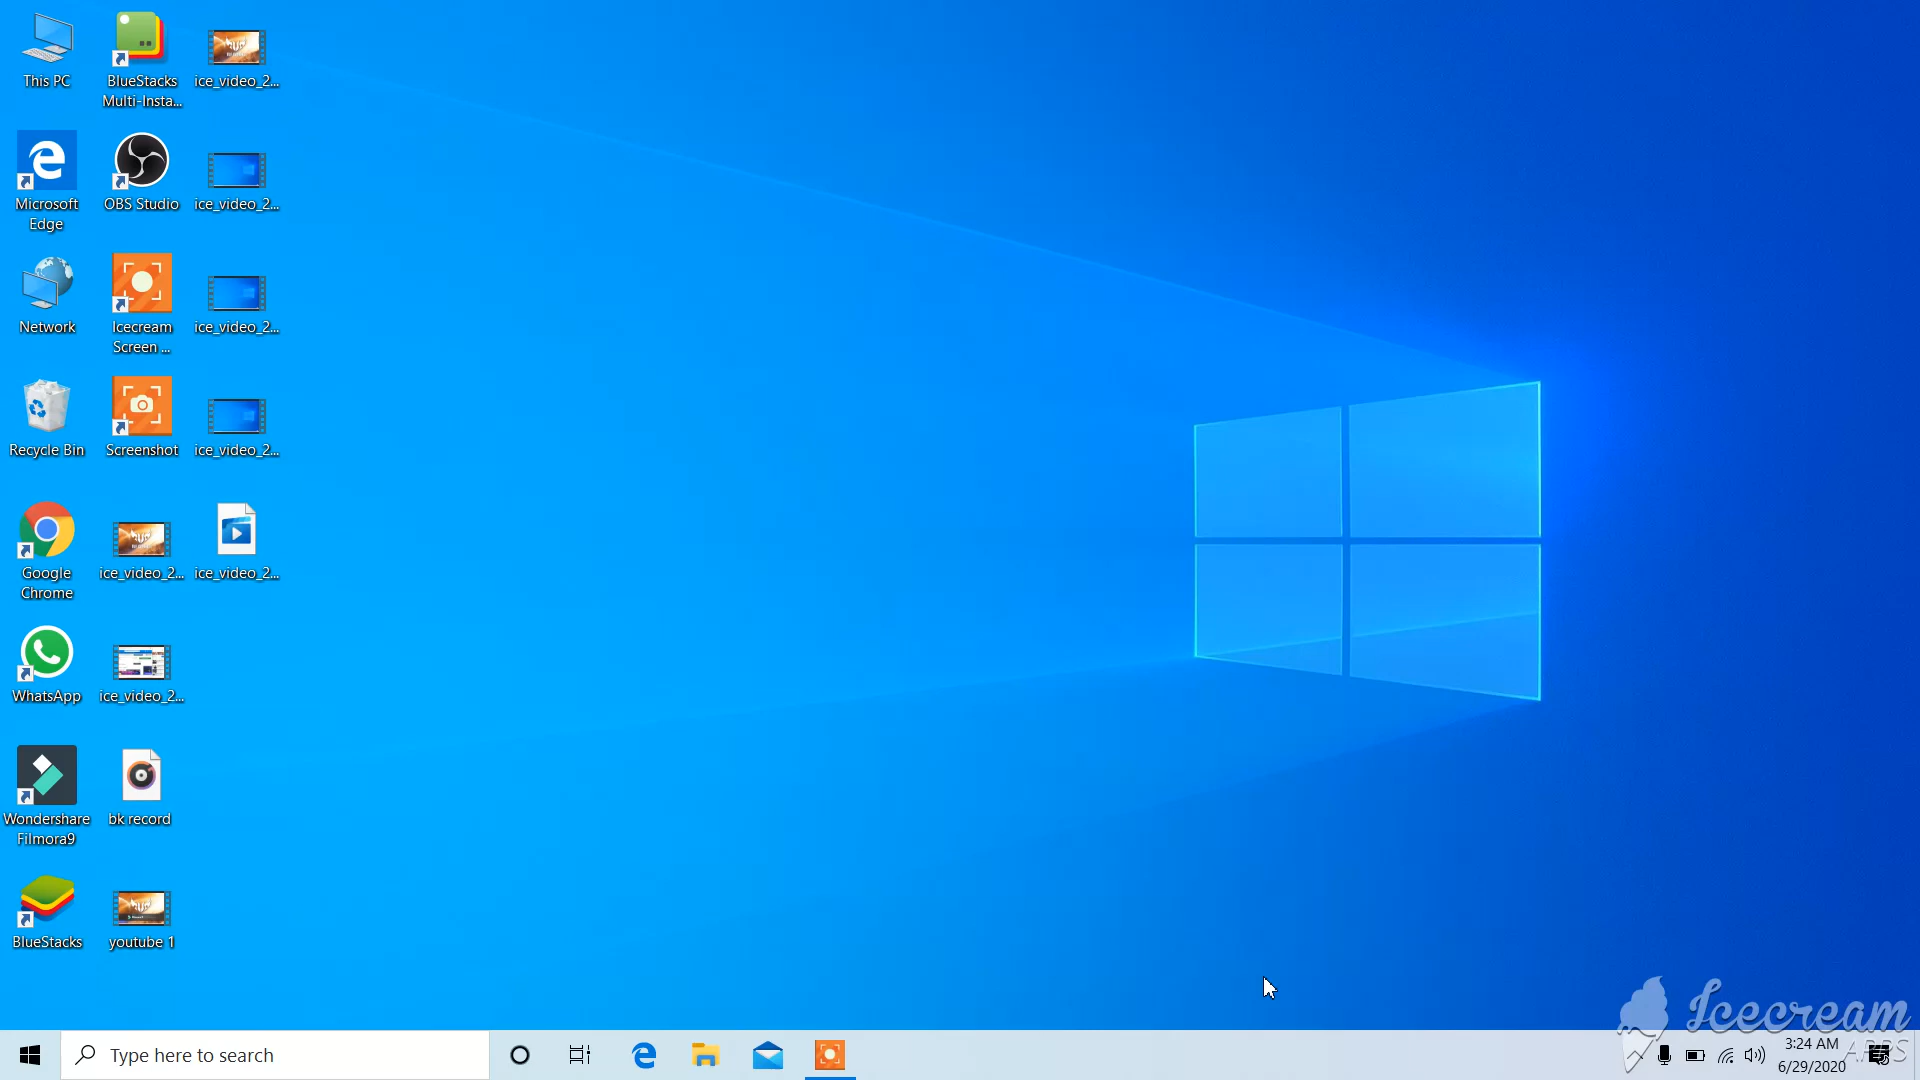 This PC
BlueStacks
Multi-Insta...
ice_video_2...
Microsoft
Edge
OBS Studio
ice_video_2...
Network
Icecream
Screen ...
ice_video_2...
Recycle Bin
Screenshot
ice_video_2...
Google
Chrome
ice_video_2...
ice_video_2...
WhatsApp
ice_video_2...
Wondershare
Filmora9
bk record
BlueStacks
youtube 1
Icecream
APPS
Type here to search
3:24 AM
6/29/2020